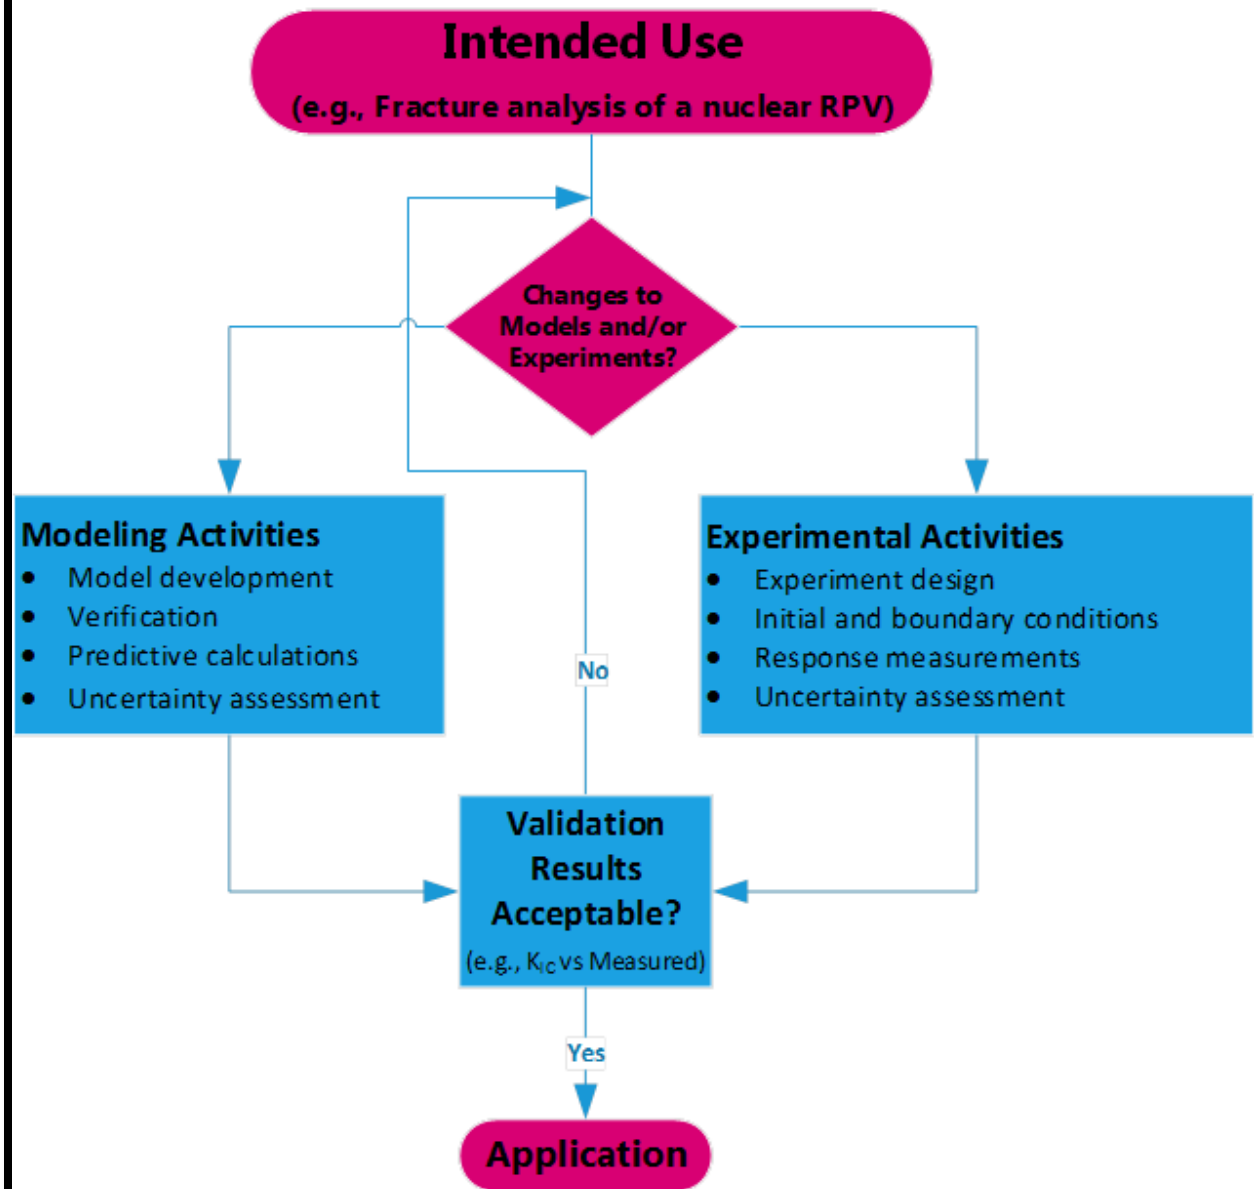 Intended Use
(e.g., Fracture analysis of a nuclear RPV)
Changes to
Models and/or
Experiments?
Modeling Activities
• Model development
• Verification
• Predictive calculations
• Uncertainty assessment
Experimental Activities
• Experiment design
• Initial and boundary conditions
• Response measurements
• Uncertainty assessment
No
Validation
Results
Acceptable?
(e.g., K_IC vs Measured)
Yes
Application